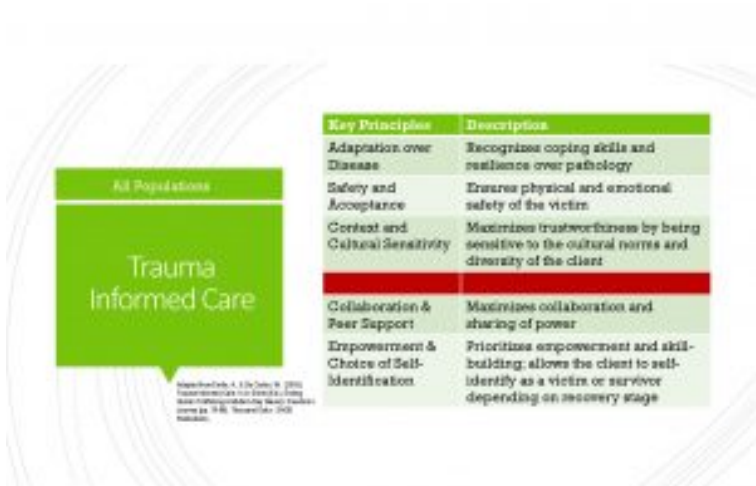 All Populations
Trauma
Informed Care
Key Principles Description
Adaptation over Recognizes coping skills and
Disease resilience over pathology
Safety and Ensures physical and emotional
Acceptance safety of the victim
Context and Maximizes trustworthiness by being
Cultural Sensitivity sensitive to the cultural norms and
diversity of the client
Collaboration & Maximizes collaboration and
Peer Support sharing of power
Empowerment & Prioritizes empowerment and skill-
Choice of Self- building; allows the client to self-
Identification identify as a victim or survivor
depending on recovery stage